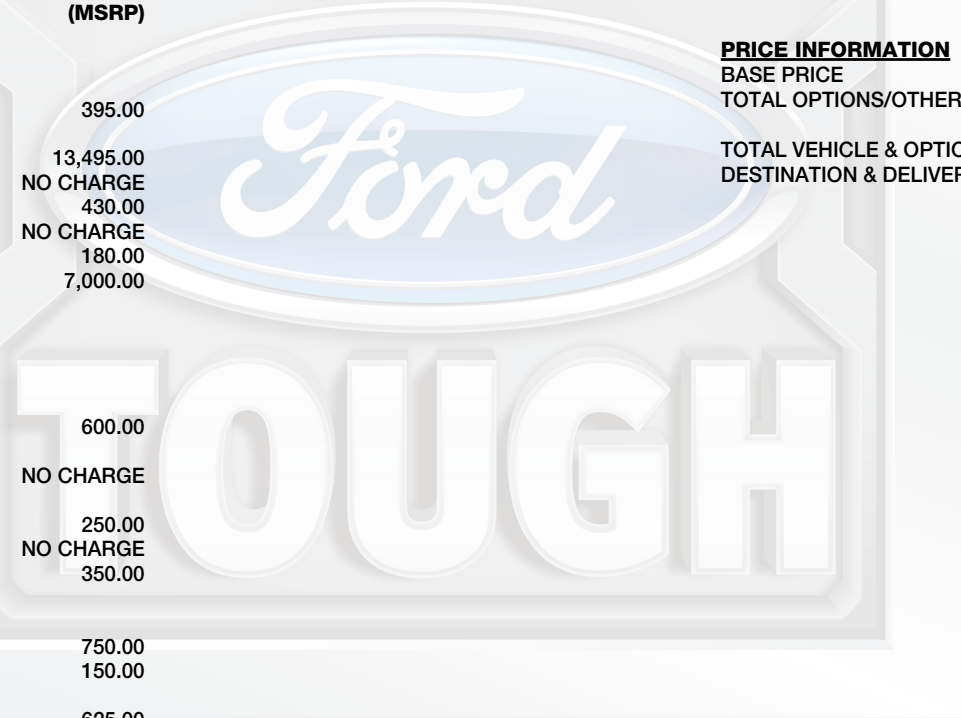 (MSRP)
395.00
13,495.00
NO CHARGE
430.00
NO CHARGE
180.00
7,000.00
600.00
NO CHARGE
250.00
NO CHARGE
350.00
750.00
150.00
625.00
PRICE INFORMATION
BASE PRICE
TOTAL OPTIONS/OTHER
TOTAL VEHICLE & OPTIO
DESTINATION & DELIVER
Ford
TOUGH